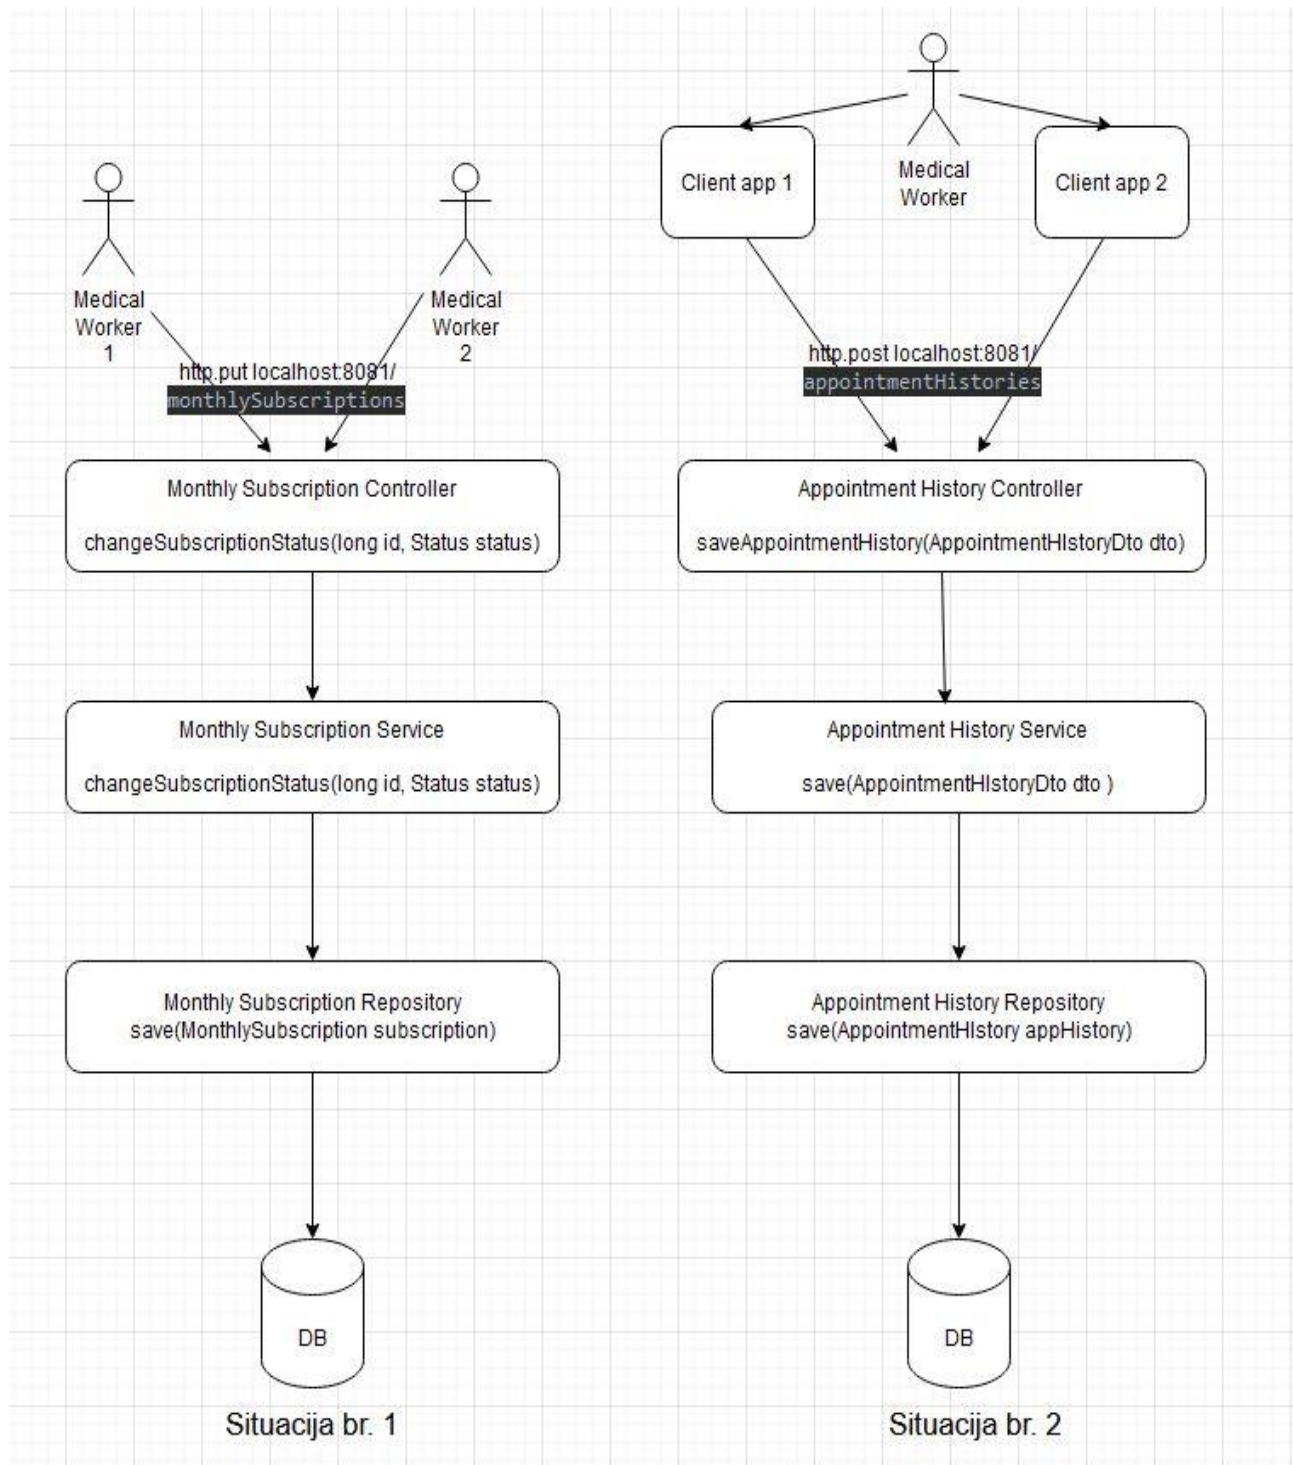 Medical
Worker
1
Medical
Worker
2
http.put localhost:8081/
monthlySubscriptions
Monthly Subscription Controller
changeSubscriptionStatus(long id, Status status)
Monthly Subscription Service
changeSubscriptionStatus(long id, Status status)
Monthly Subscription Repository
save(MonthlySubscription subscription)
DB
Situacija br. 1
Client app 1
Medical
Worker
Client app 2
http.post localhost:8081/
appointmentHistories
Appointment History Controller
saveAppointmentHistory(AppointmentHIstoryDto dto)
Appointment History Service
save(AppointmentHIstoryDto dto )
Appointment History Repository
save(AppointmentHIstory appHistory)
DB
Situacija br. 2